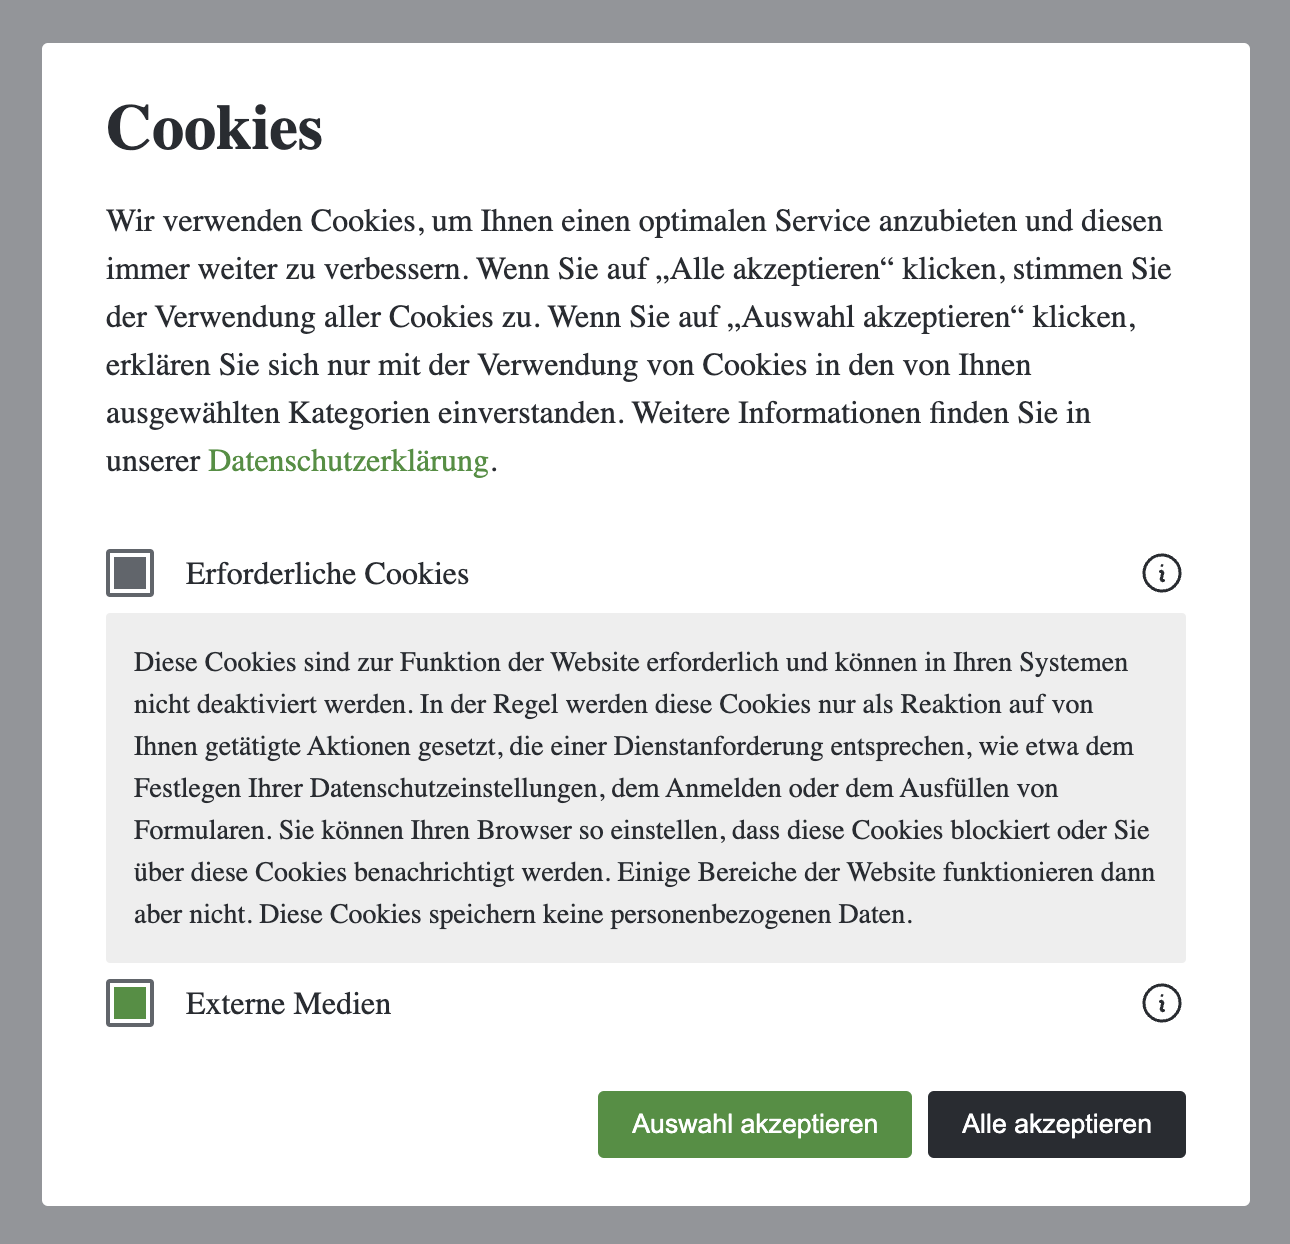 Cookies
Wir verwenden Cookies, um Ihnen einen optimalen Service anzubieten und diesen
immer weiter zu verbessern. Wenn Sie auf „Alle akzeptieren“ klicken, stimmen Sie
der Verwendung aller Cookies zu. Wenn Sie auf „Auswahl akzeptieren“ klicken,
erklären Sie sich nur mit der Verwendung von Cookies in den von Ihnen
ausgewählten Kategorien einverstanden. Weitere Informationen finden Sie in
unserer Datenschutzerklärung.
Erforderliche Cookies
Diese Cookies sind zur Funktion der Website erforderlich und können in Ihren Systemen
nicht deaktiviert werden. In der Regel werden diese Cookies nur als Reaktion auf von
Ihnen getätigte Aktionen gesetzt, die einer Dienstanforderung entsprechen, wie etwa dem
Festlegen Ihrer Datenschutzeinstellungen, dem Anmelden oder dem Ausfüllen von
Formularen. Sie können Ihren Browser so einstellen, dass diese Cookies blockiert oder Sie
über diese Cookies benachrichtigt werden. Einige Bereiche der Website funktionieren dann
aber nicht. Diese Cookies speichern keine personenbezogenen Daten.
Externe Medien
Auswahl akzeptieren
Alle akzeptieren